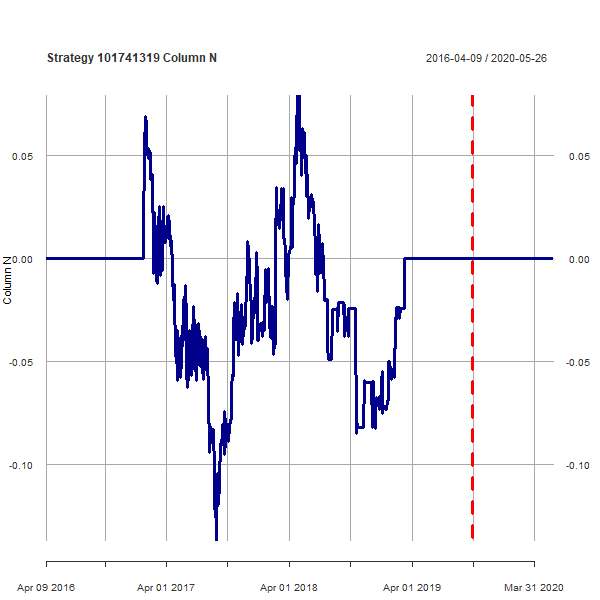 Strategy 101741319 Column N
2016-04-09 / 2020-05-26
0.05
0.05
0.00
0.00
Column N
-0.05
-0.05
-0.10
-0.10
Apr 09 2016
Apr 01 2017
Apr 01 2018
Apr 01 2019
Mar 31 2020